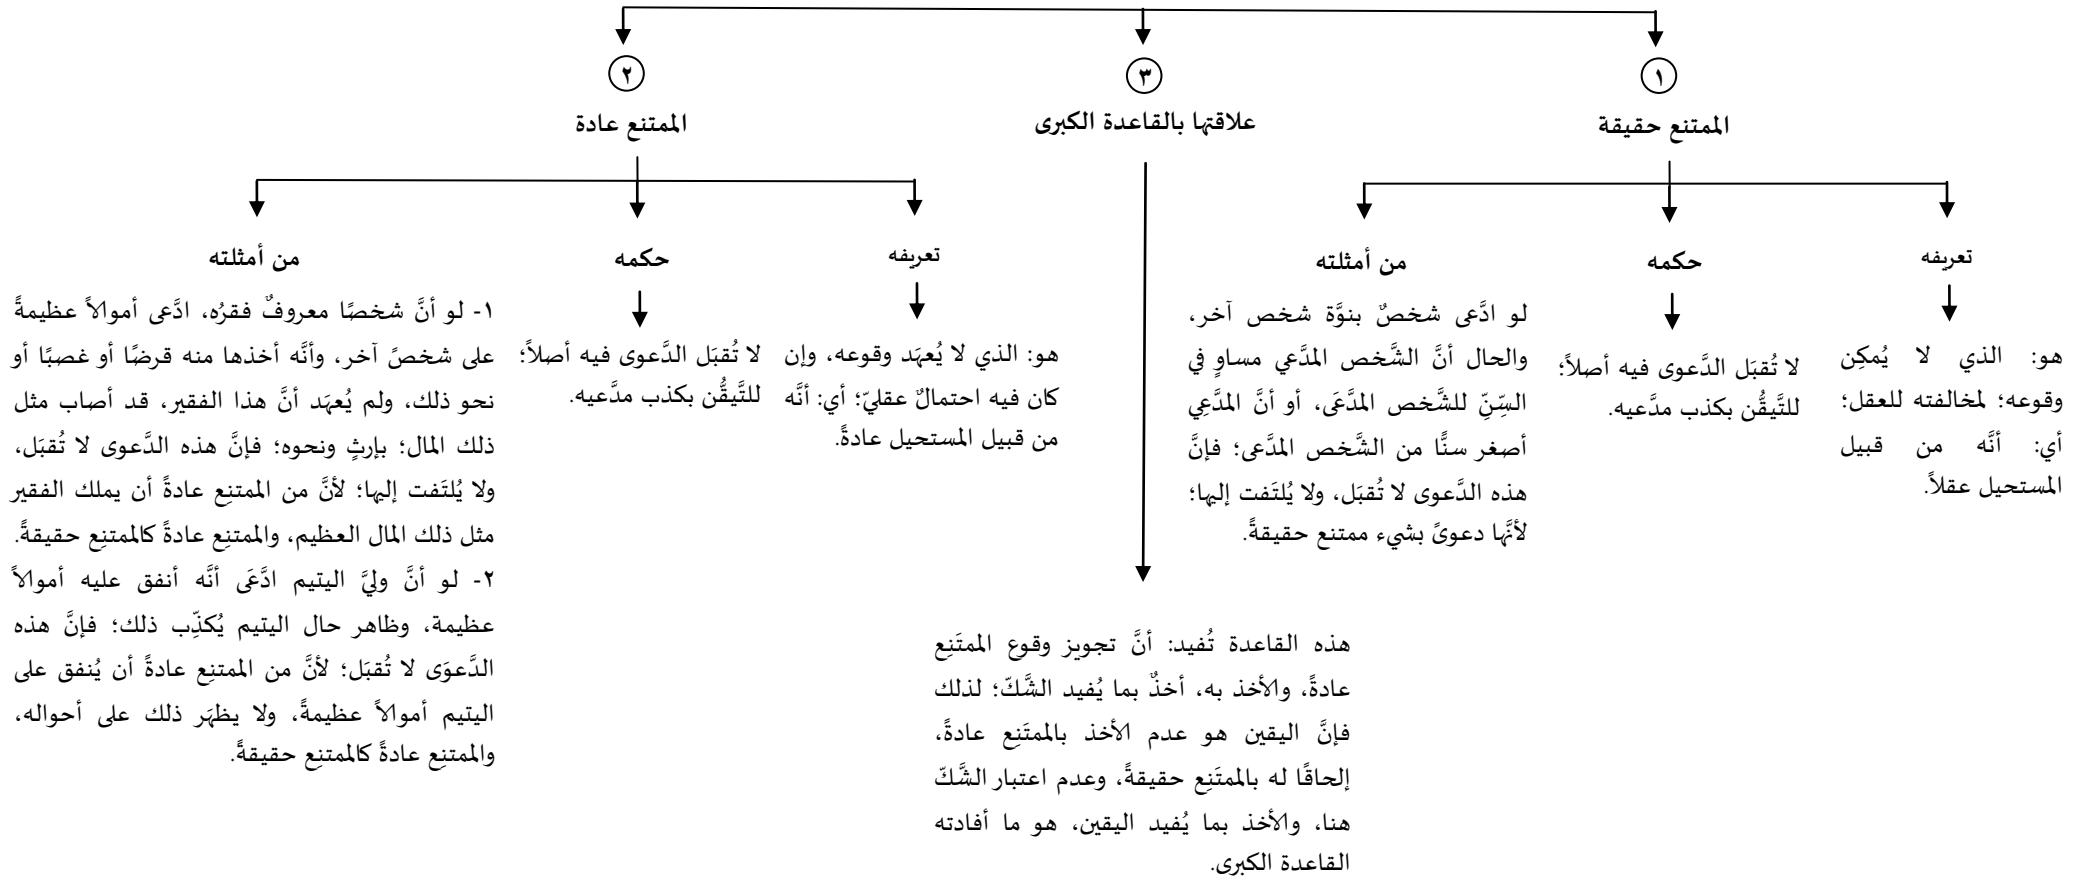 ١
الممتنع حقيقة
تعريفه
هو: الذي لا يُمكِن
وقوعه؛ لمخالفته للعقل؛
أي: أنَّه من قبيل
المستحيل عقلاً.
حكمه
لا تُقبَل الدَّعوى فيه أصلاً؛
للتَّيقُّن بكذب مدَّعيه.
من أمثلته
لو ادَّعى شخصٌ بنوَّة شخص آخر،
والحال أنَّ الشَّخص المدَّعي مساوٍ في
السِّنِّ للشَّخص المدَّعَى، أو أنَّ المدَّعِي
أصغر سنًّا من الشَّخص المدَّعى؛ فإنَّ
هذه الدَّعوى لا تُقبَل، ولا يُلتَفت إليها؛
لأنَّها دعوىً بشيء ممتنع حقيقةً.
٣
علاقتها بالقاعدة الكبرى
هذه القاعدة تُفيد: أنَّ تجويز وقوع الممتَنِع
عادةً، والأخذ به، أخذٌ بما يُفيد الشَّكّ؛ لذلك
فإنَّ اليقين هو عدم الأخذ بالممتَنِع عادةً،
إلحاقًا له بالممتَنِع حقيقةً، وعدم اعتبار الشَّكّ
هنا، والأخذ بما يُفيد اليقين، هو ما أفادته
القاعدة الكبرى.
٢
الممتنع عادة
تعريفه
هو: الذي لا يُعهَد وقوعه، وإن
كان فيه احتمالٌ عقليّ؛ أي: أنَّه
من قبيل المستحيل عادةً.
حكمه
لا تُقبَل الدَّعوى فيه أصلاً؛
للتَّيقُّن بكذب مدَّعيه.
من أمثلته
١- لو أنَّ شخصًا معروفٌ فقرُه، ادَّعى أموالاً عظيمةً
على شخصً آخر، وأنَّه أخذها منه قرضًا أو غصبًا أو
نحو ذلك، ولم يُعهَد أنَّ هذا الفقير، قد أصاب مثل
ذلك المال؛ بإرثٍ ونحوه؛ فإنَّ هذه الدَّعوى لا تُقبَل،
ولا يُلتَفت إليها؛ لأنَّ من الممتنِع عادةً أن يملك الفقير
مثل ذلك المال العظيم، والممتنِع عادةً كالممتنِع حقيقةً.
٢- لو أنَّ وليَّ اليتيم ادَّعَى أنَّه أنفق عليه أموالاً
عظيمة، وظاهر حال اليتيم يُكذِّب ذلك؛ فإنَّ هذه
الدَّعوَى لا تُقبَل؛ لأنَّ من الممتنِع عادةً أن يُنفق على
اليتيم أموالاً عظيمةً، ولا يظهَر ذلك على أحواله،
والممتنِع عادةً كالممتنِع حقيقةً.